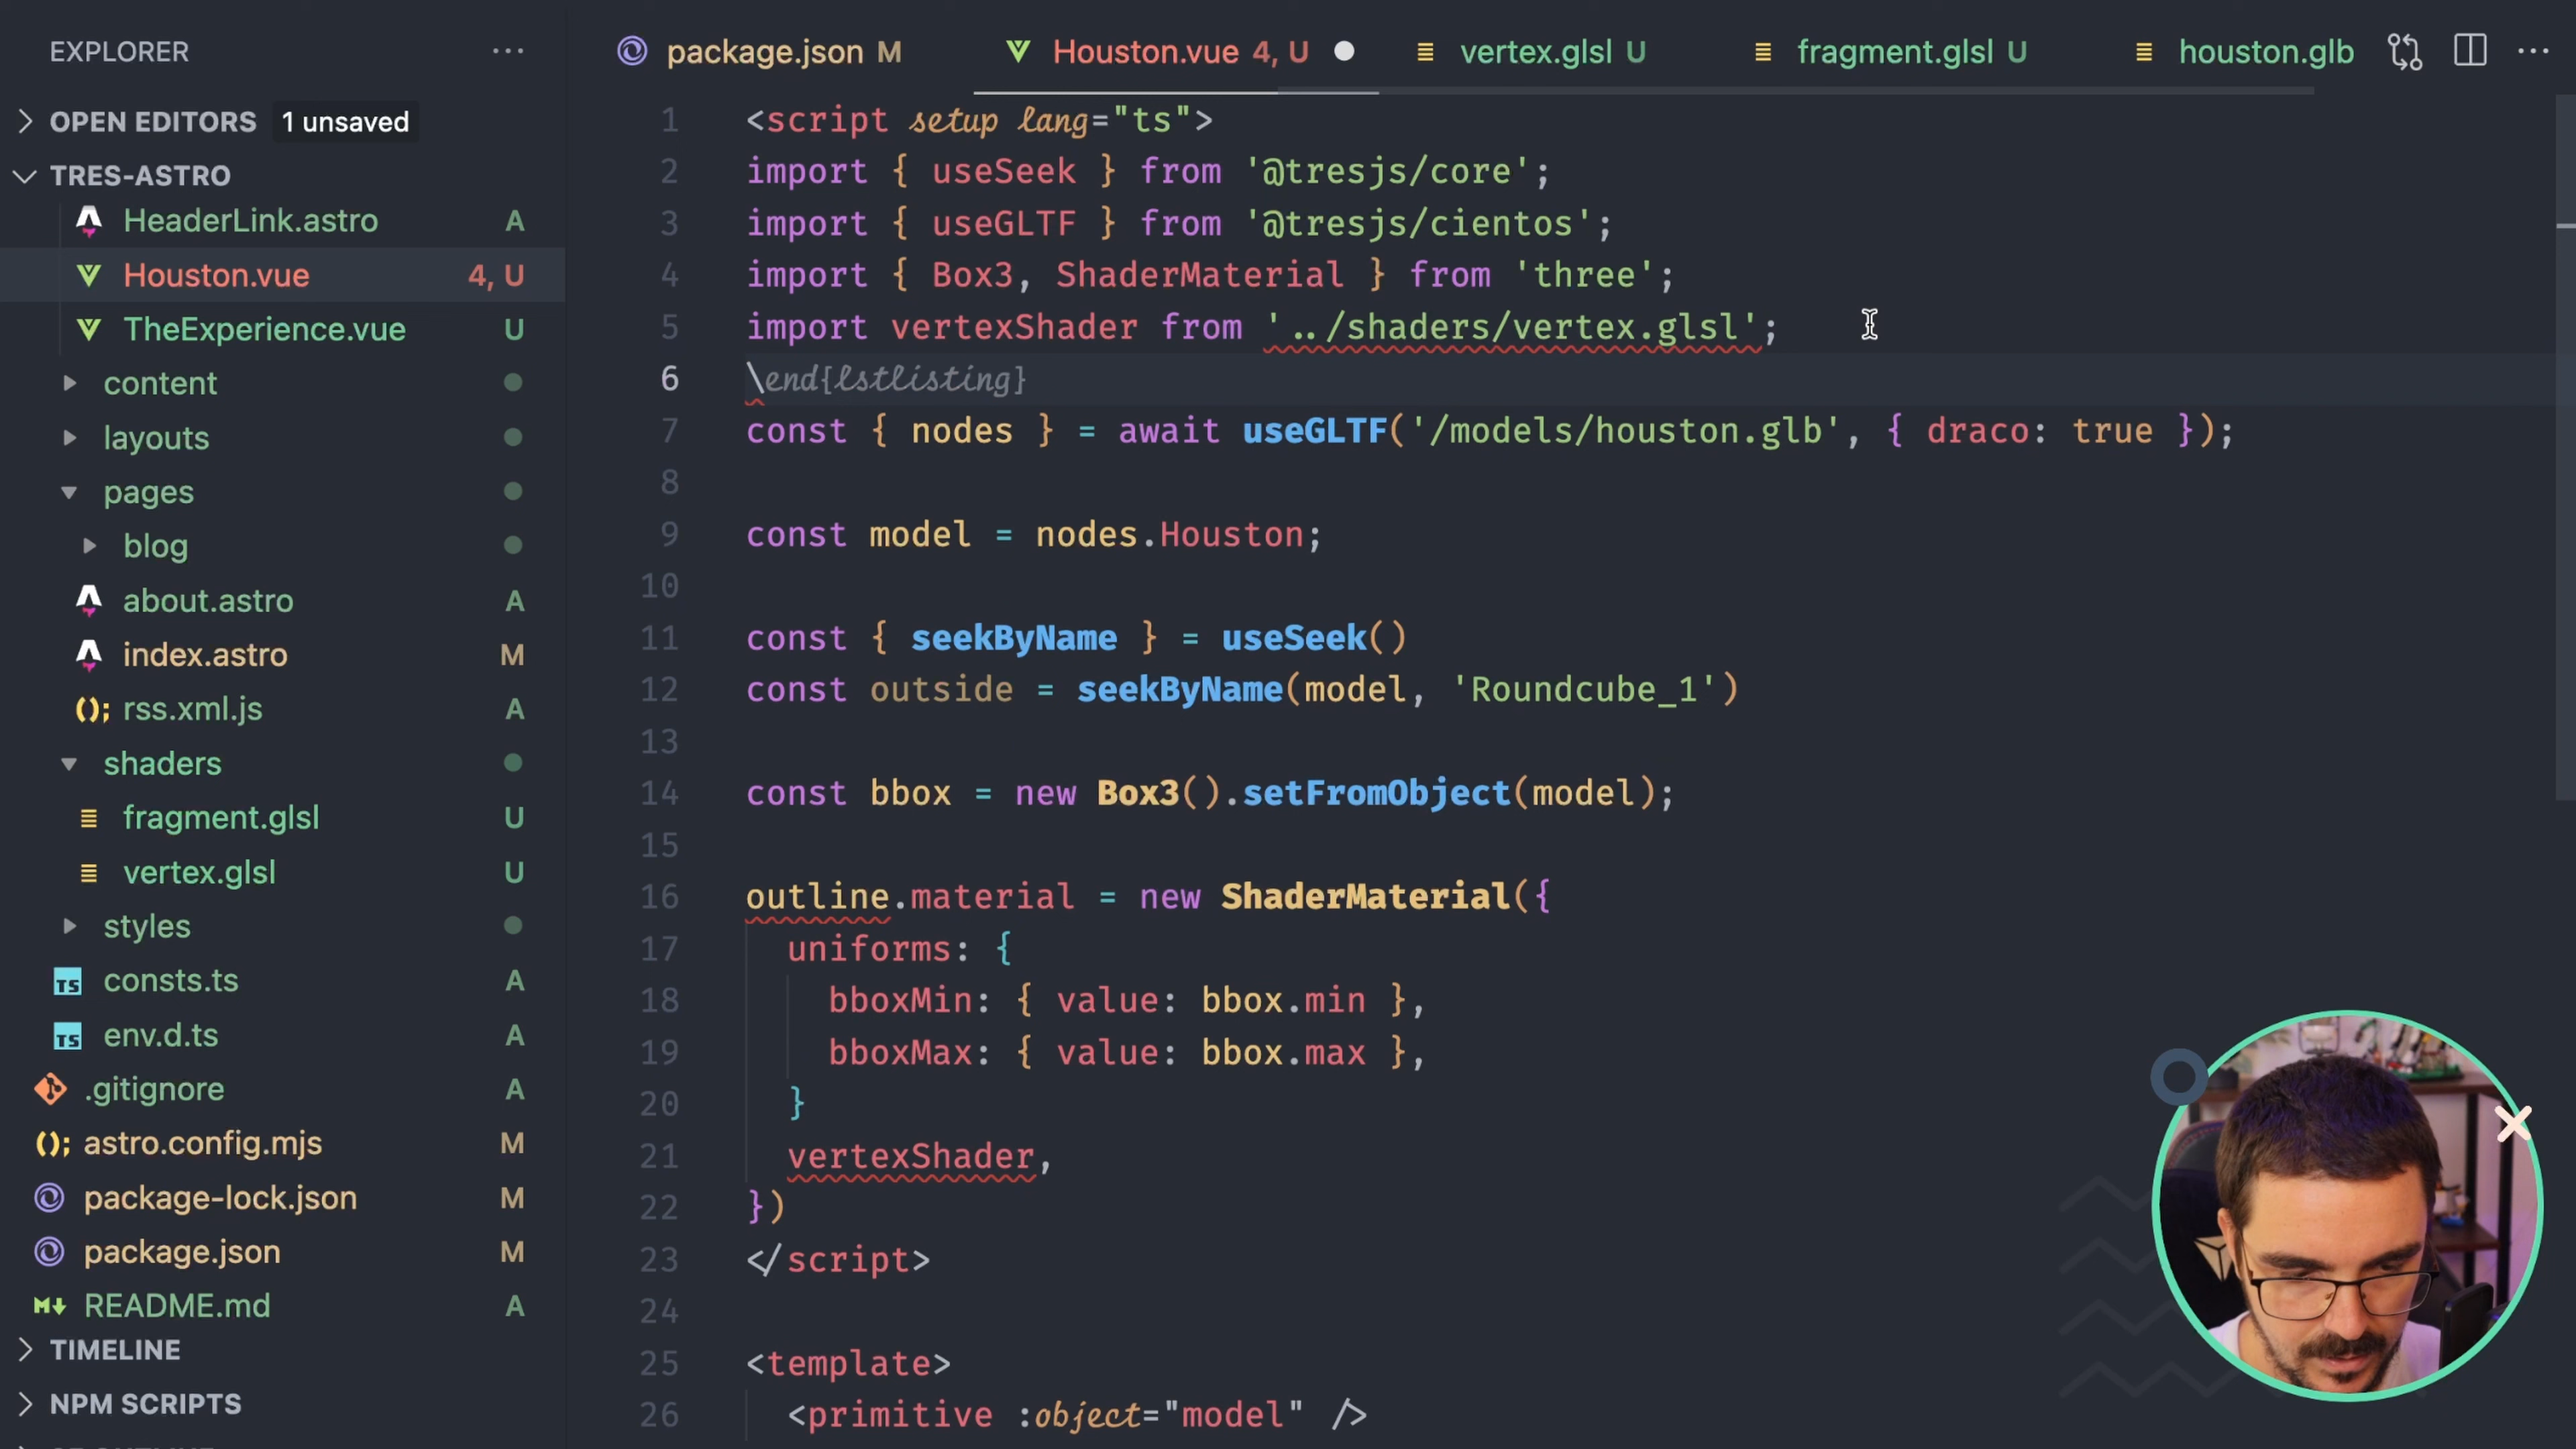 EXPLORER
···
OPEN EDITORS 1 unsaved
TRES-ASTRO
HeaderLink.astro A
Houston.vue 4, U
TheExperience.vue U
content
layouts
pages
blog
about.astro A
index.astro M
rss.xml.js A
shaders
fragment.glsl U
vertex.glsl U
styles
consts.ts A
env.d.ts A
.gitignore A
astro.config.mjs M
package-lock.json M
package.json M
README.md A
TIMELINE
NPM SCRIPTS
package.json M
Houston.vue 4, U
vertex.glsl U
fragment.glsl U
houston.glb
1 <script setup lang="ts">
2 import { useSeek } from '@tresjs/core';
3 import { useGLTF } from '@tresjs/cientos';
4 import { Box3, ShaderMaterial } from 'three';
5 import vertexShader from '../shaders/vertex.glsl';
6 \end{lstlisting}
7 const { nodes } = await useGLTF('/models/houston.glb', { draco: true });
8
9 const model = nodes.Houston;
10
11 const { seekByName } = useSeek()
12 const outside = seekByName(model, 'Roundcube_1')
13
14 const bbox = new Box3().setFromObject(model);
15
16 outline.material = new ShaderMaterial({
17 uniforms: {
18 bboxMin: { value: bbox.min },
19 bboxMax: { value: bbox.max },
20 }
21 vertexShader,
22 })
23 </script>
24
25 <template>
26 <primitive :object="model" />